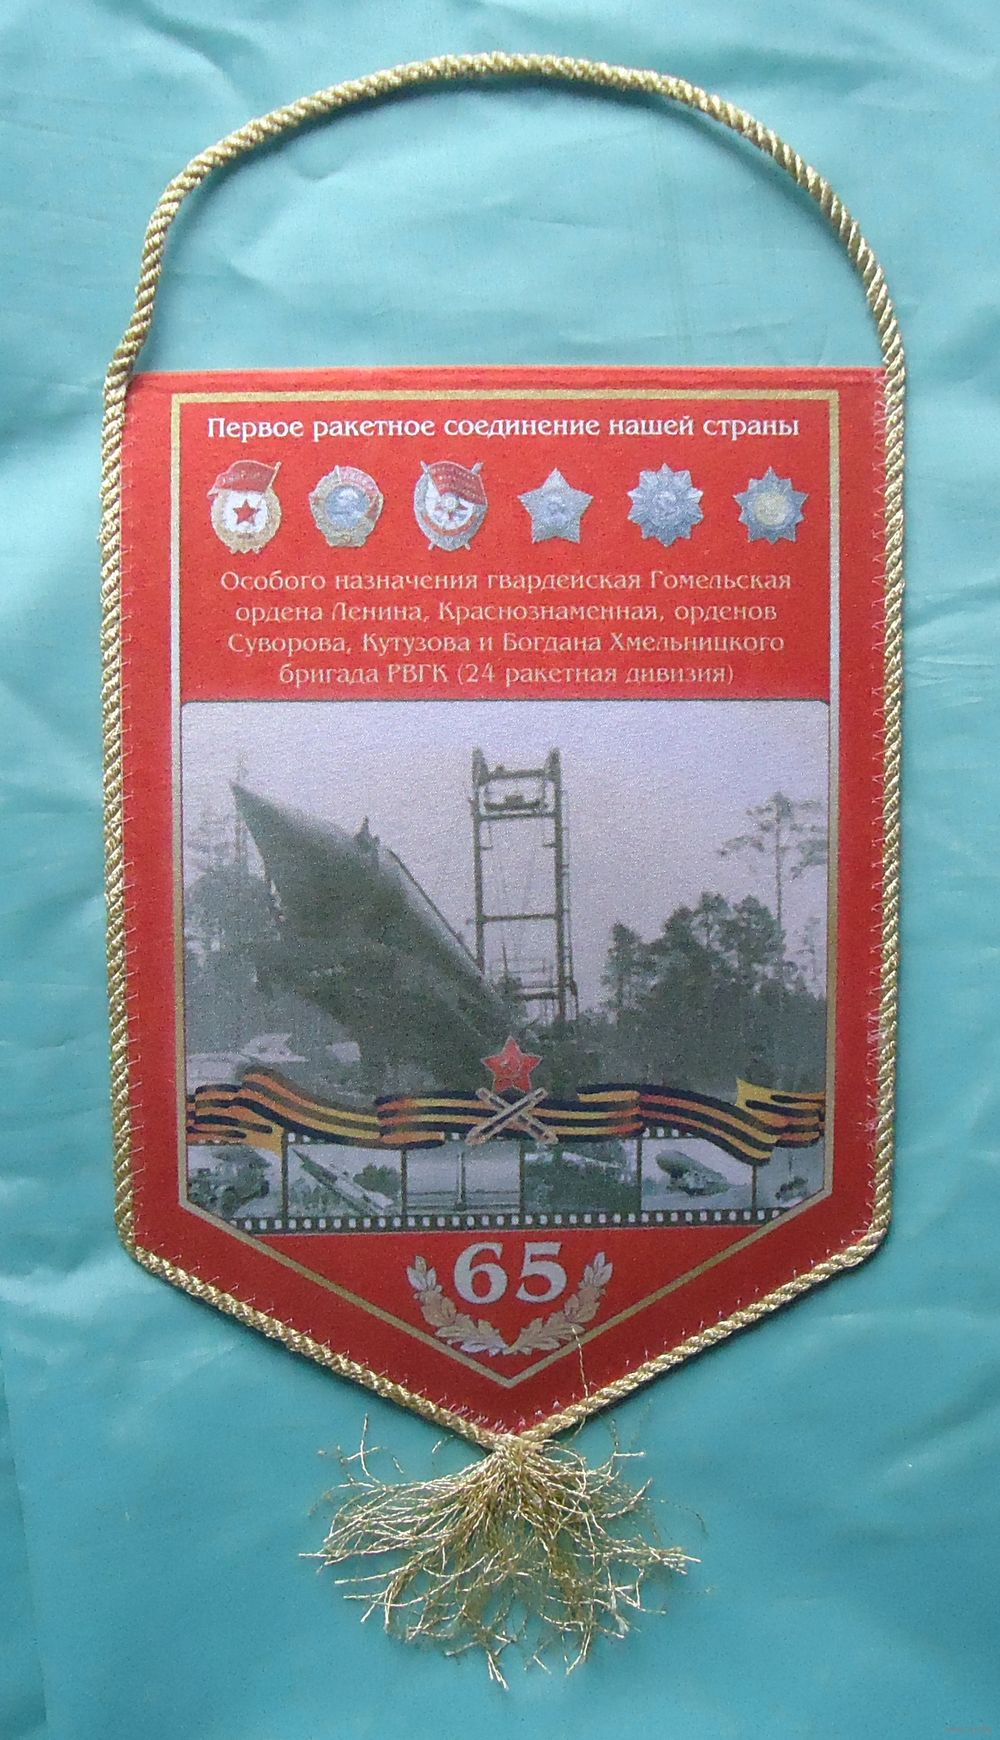 Первое ракетное соединение нашей страны
Особого назначения гвардейская Гомельская
ордена Ленина, Краснознаменная, орденов
Суворова, Кутузова и Богдана Хмельницкого
бригада РВГК (24 ракетная дивизия)
65